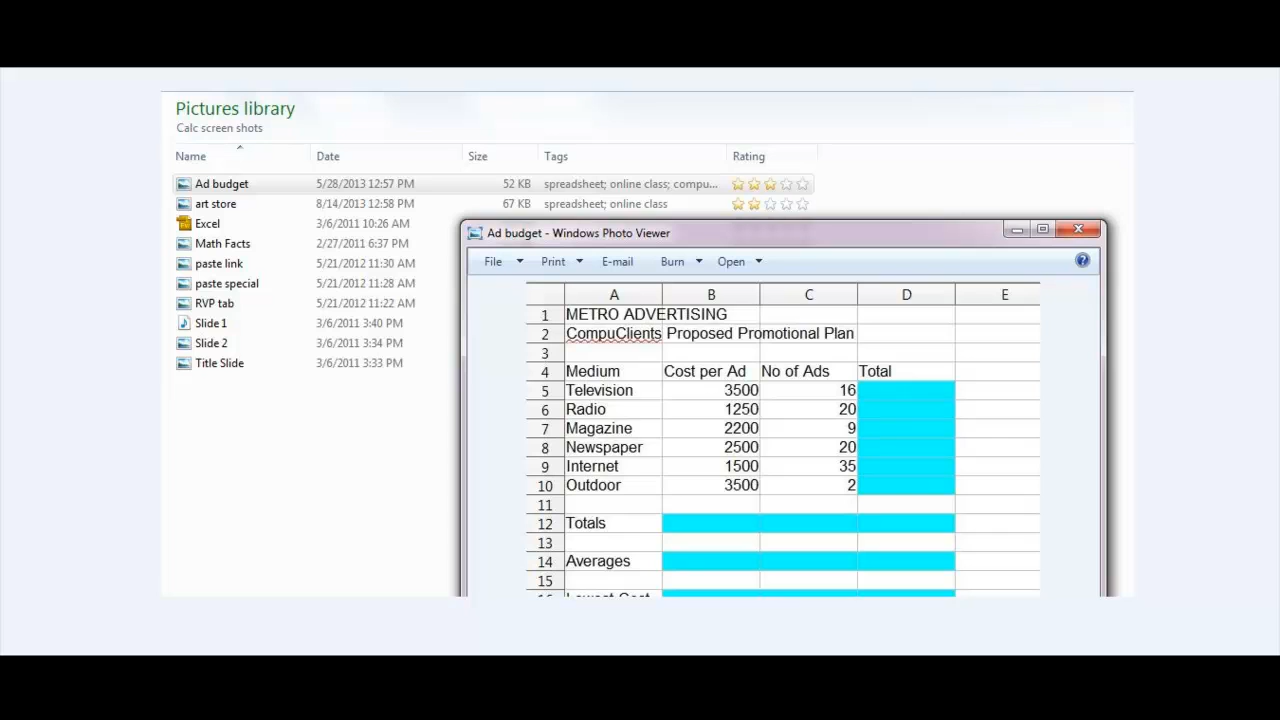 Pictures library
Calc screen shots
Name Date Size Tags Rating
Ad budget 5/28/2013 12:57 PM 52 KB spreadsheet; online class; compu...
art store 8/14/2013 12:58 PM 67 KB spreadsheet; online class
Excel 3/6/2011 10:26 AM
Math Facts 2/27/2011 6:37 PM
paste link 5/21/2012 11:30 AM
paste special 5/21/2012 11:28 AM
RVP tab 5/21/2012 11:22 AM
Slide 1 3/6/2011 3:40 PM
Slide 2 3/6/2011 3:34 PM
Title Slide 3/6/2011 3:33 PM
Ad budget - Windows Photo Viewer
File Print E-mail Burn Open
A B C D E
1 METRO ADVERTISING
2 CompuClients Proposed Promotional Plan
3
4 Medium Cost per Ad No of Ads Total
5 Television 3500 16
6 Radio 1250 20
7 Magazine 2200 9
8 Newspaper 2500 20
9 Internet 1500 35
10 Outdoor 3500 2
11
12 Totals
13
14 Averages
15